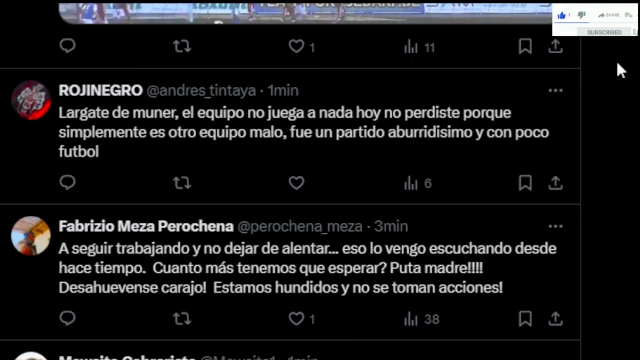 SHARE
SUBSCRIBED
1
11
ROJINEGRO @andres_tintaya · 1min
Largate de muner, el equipo no juega a nada hoy no perdiste porque
simplemente es otro equipo malo, fue un partido aburridisimo y con poco
futbol
6
Fabrizio Meza Perochena @perochena_meza · 3min
A seguir trabajando y no dejar de alentar... eso lo vengo escuchando desde
hace tiempo. Cuanto más tenemos que esperar? Puta madre!!!!
Desahuevense carajo! Estamos hundidos y no se toman acciones!
1
38